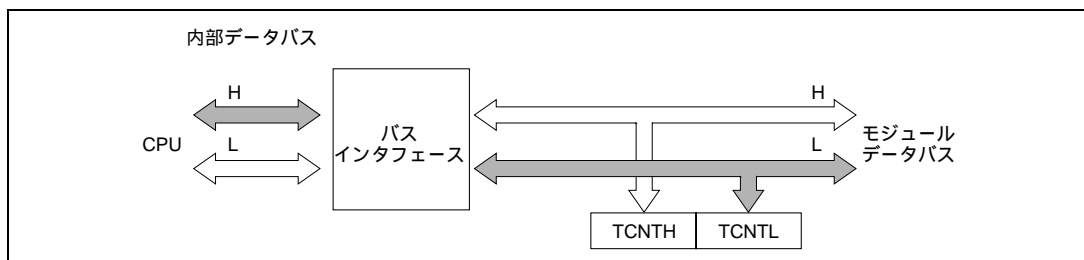 内部データバス
H
H
CPU
L
バス
インタフェース
L
モジュール
データバス
TCNTH
TCNTL